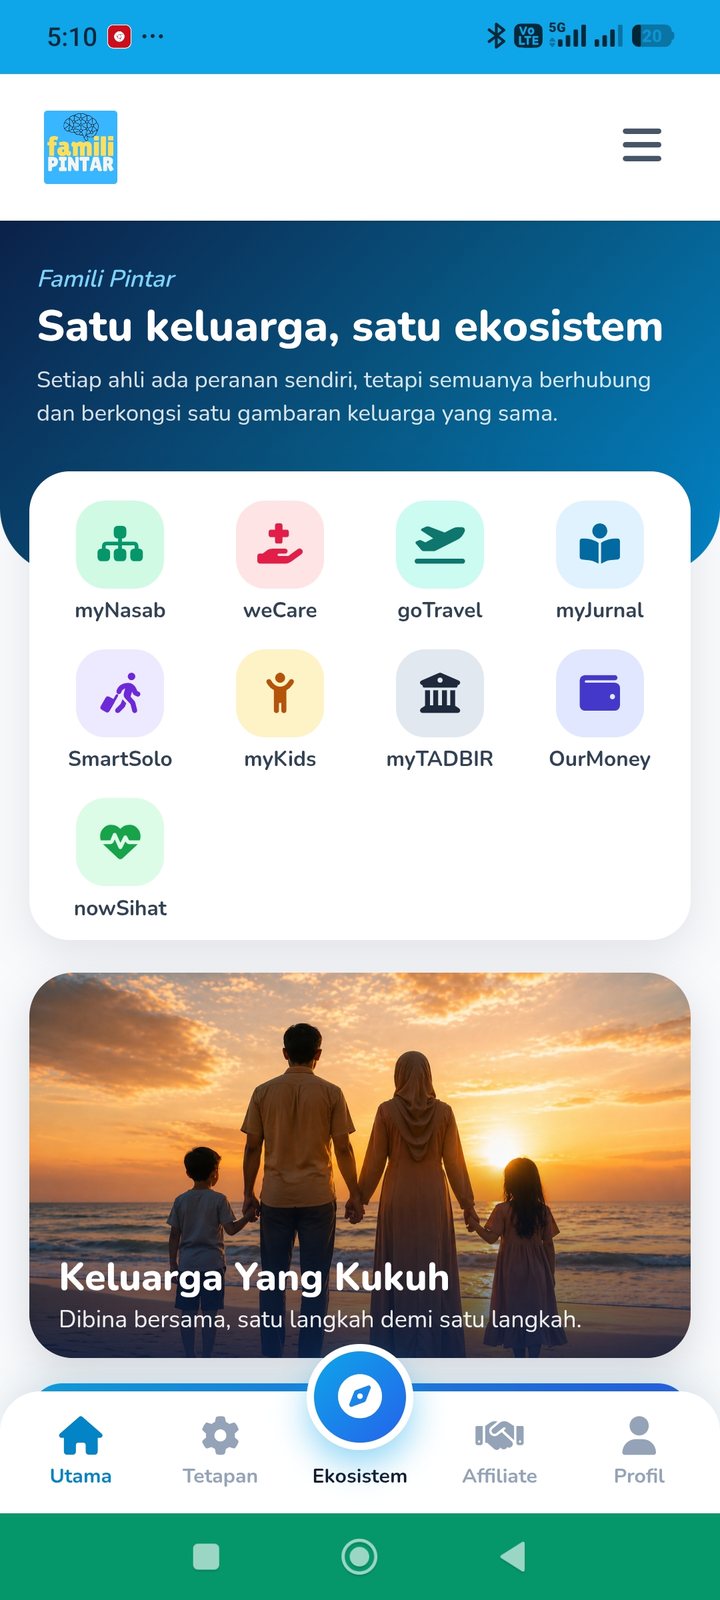 5:10
Vo LTE
5G
20
famili
PINTAR
Famili Pintar
Satu keluarga, satu ekosistem
Setiap ahli ada peranan sendiri, tetapi semuanya berhubung
dan berkongsi satu gambaran keluarga yang sama.
myNasab weCare goTravel myJurnal
SmartSolo myKids myTADBIR OurMoney
nowSihat
Keluarga Yang Kukuh
Dibina bersama, satu langkah demi satu langkah.
Utama Tetapan Ekosistem Affiliate Profil